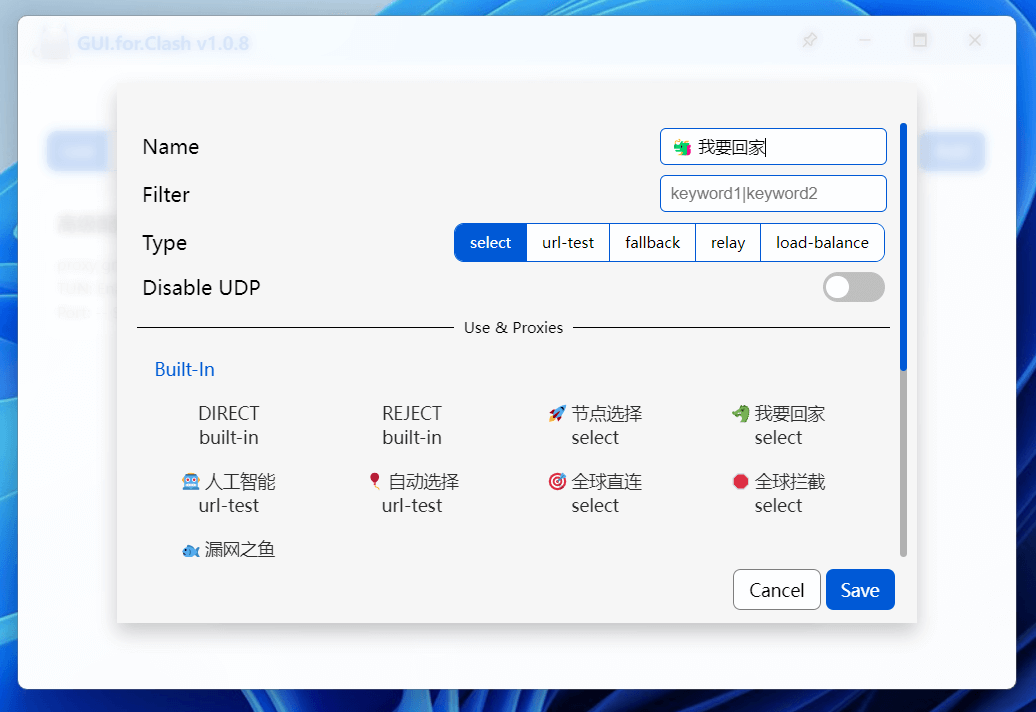 GUI.for.Clash v1.0.8
Name
🐲 我要回家
Filter
keyword1|keyword2
Type
select url-test fallback relay load-balance
Disable UDP
Use & Proxies
Built-In
DIRECT
built-in
REJECT
built-in
🚀 节点选择
select
🐲 我要回家
select
🤖 人工智能
url-test
🎈 自动选择
url-test
🎯 全球直连
select
🛑 全球拦截
select
🐟 漏网之鱼
Cancel
Save